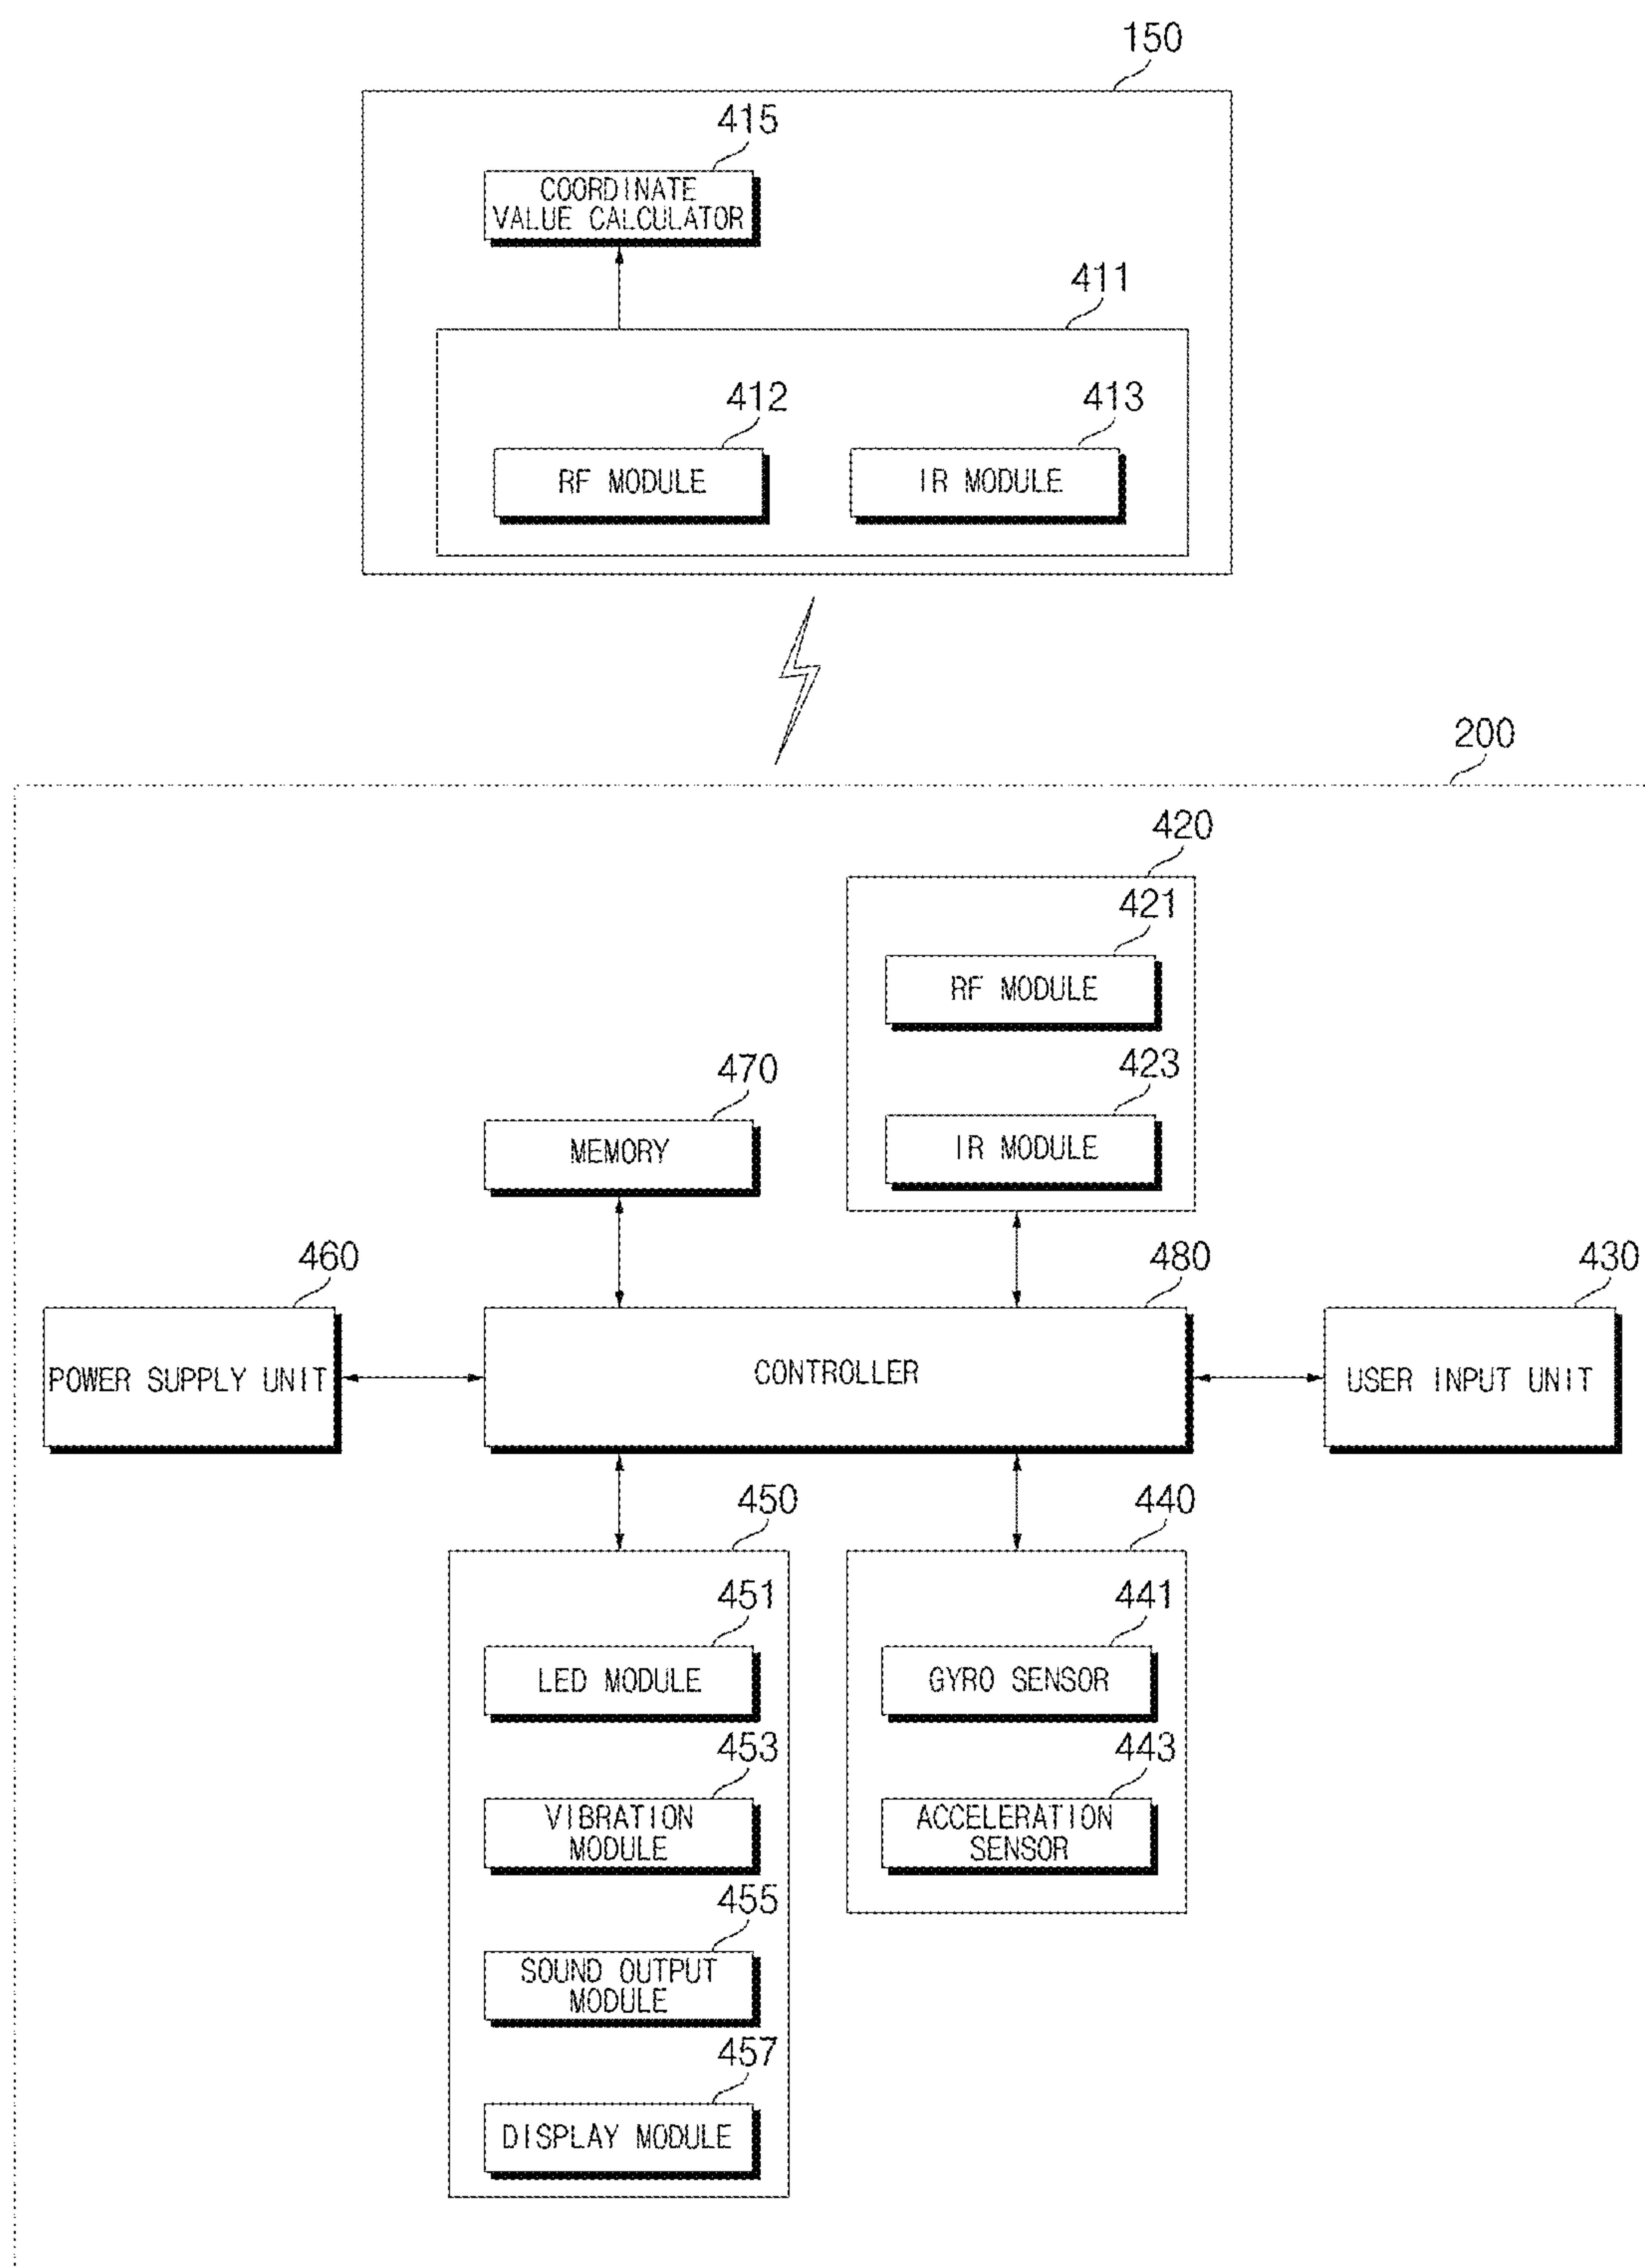 150
415
COORDINATE
VALUE CALCULATOR
411
412
413
RF MODULE
IR MODULE
200
420
421
RF MODULE
470
423
MEMORY
IR MODULE
460
480
430
POWER SUPPLY UNIT
CONTROLLER
USER INPUT UNIT
450
440
451
441
LED MODULE
GYRO SENSOR
453
443
VIBRATION
MODULE
ACCELERATION
SENSOR
455
SOUND OUTPUT
MODULE
457
DISPLAY MODULE